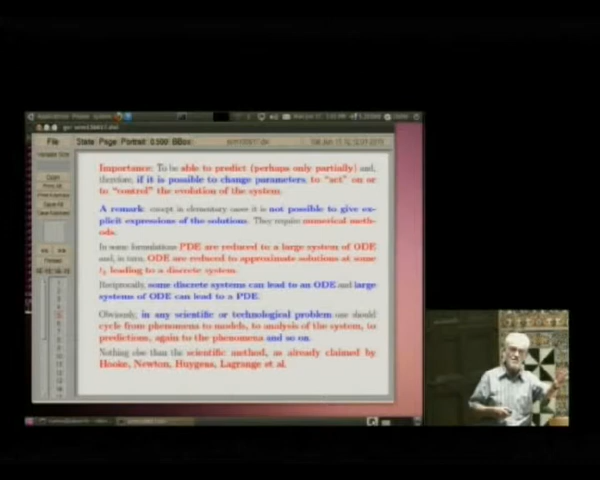 File State Page Portrait 0.500 BBox
Importance: To be able to predict (perhaps only partially) and,
therefore, if it is possible to change parameters, to "act" on or
to "control" the evolution of the system.
A remark: except in elementary cases it is not possible to give ex-
plicit expressions of the solutions. They require numerical meth-
ods.
In some formulations PDE are reduced to a large system of ODE
and, in turn, ODE are reduced to approximate solutions at some
leading to a discrete system.
Reciprocally, some discrete systems can lead to an ODE and large
systems of ODE can lead to a PDE.
Obviously, in any scientific or technological problem one should
cycle from phenomena to models, to analysis of the system, to
predictions, again to the phenomena and so on.
Nothing else than the scientific method, as already claimed by
Hooke, Newton, Huygens, Lagrange et al.